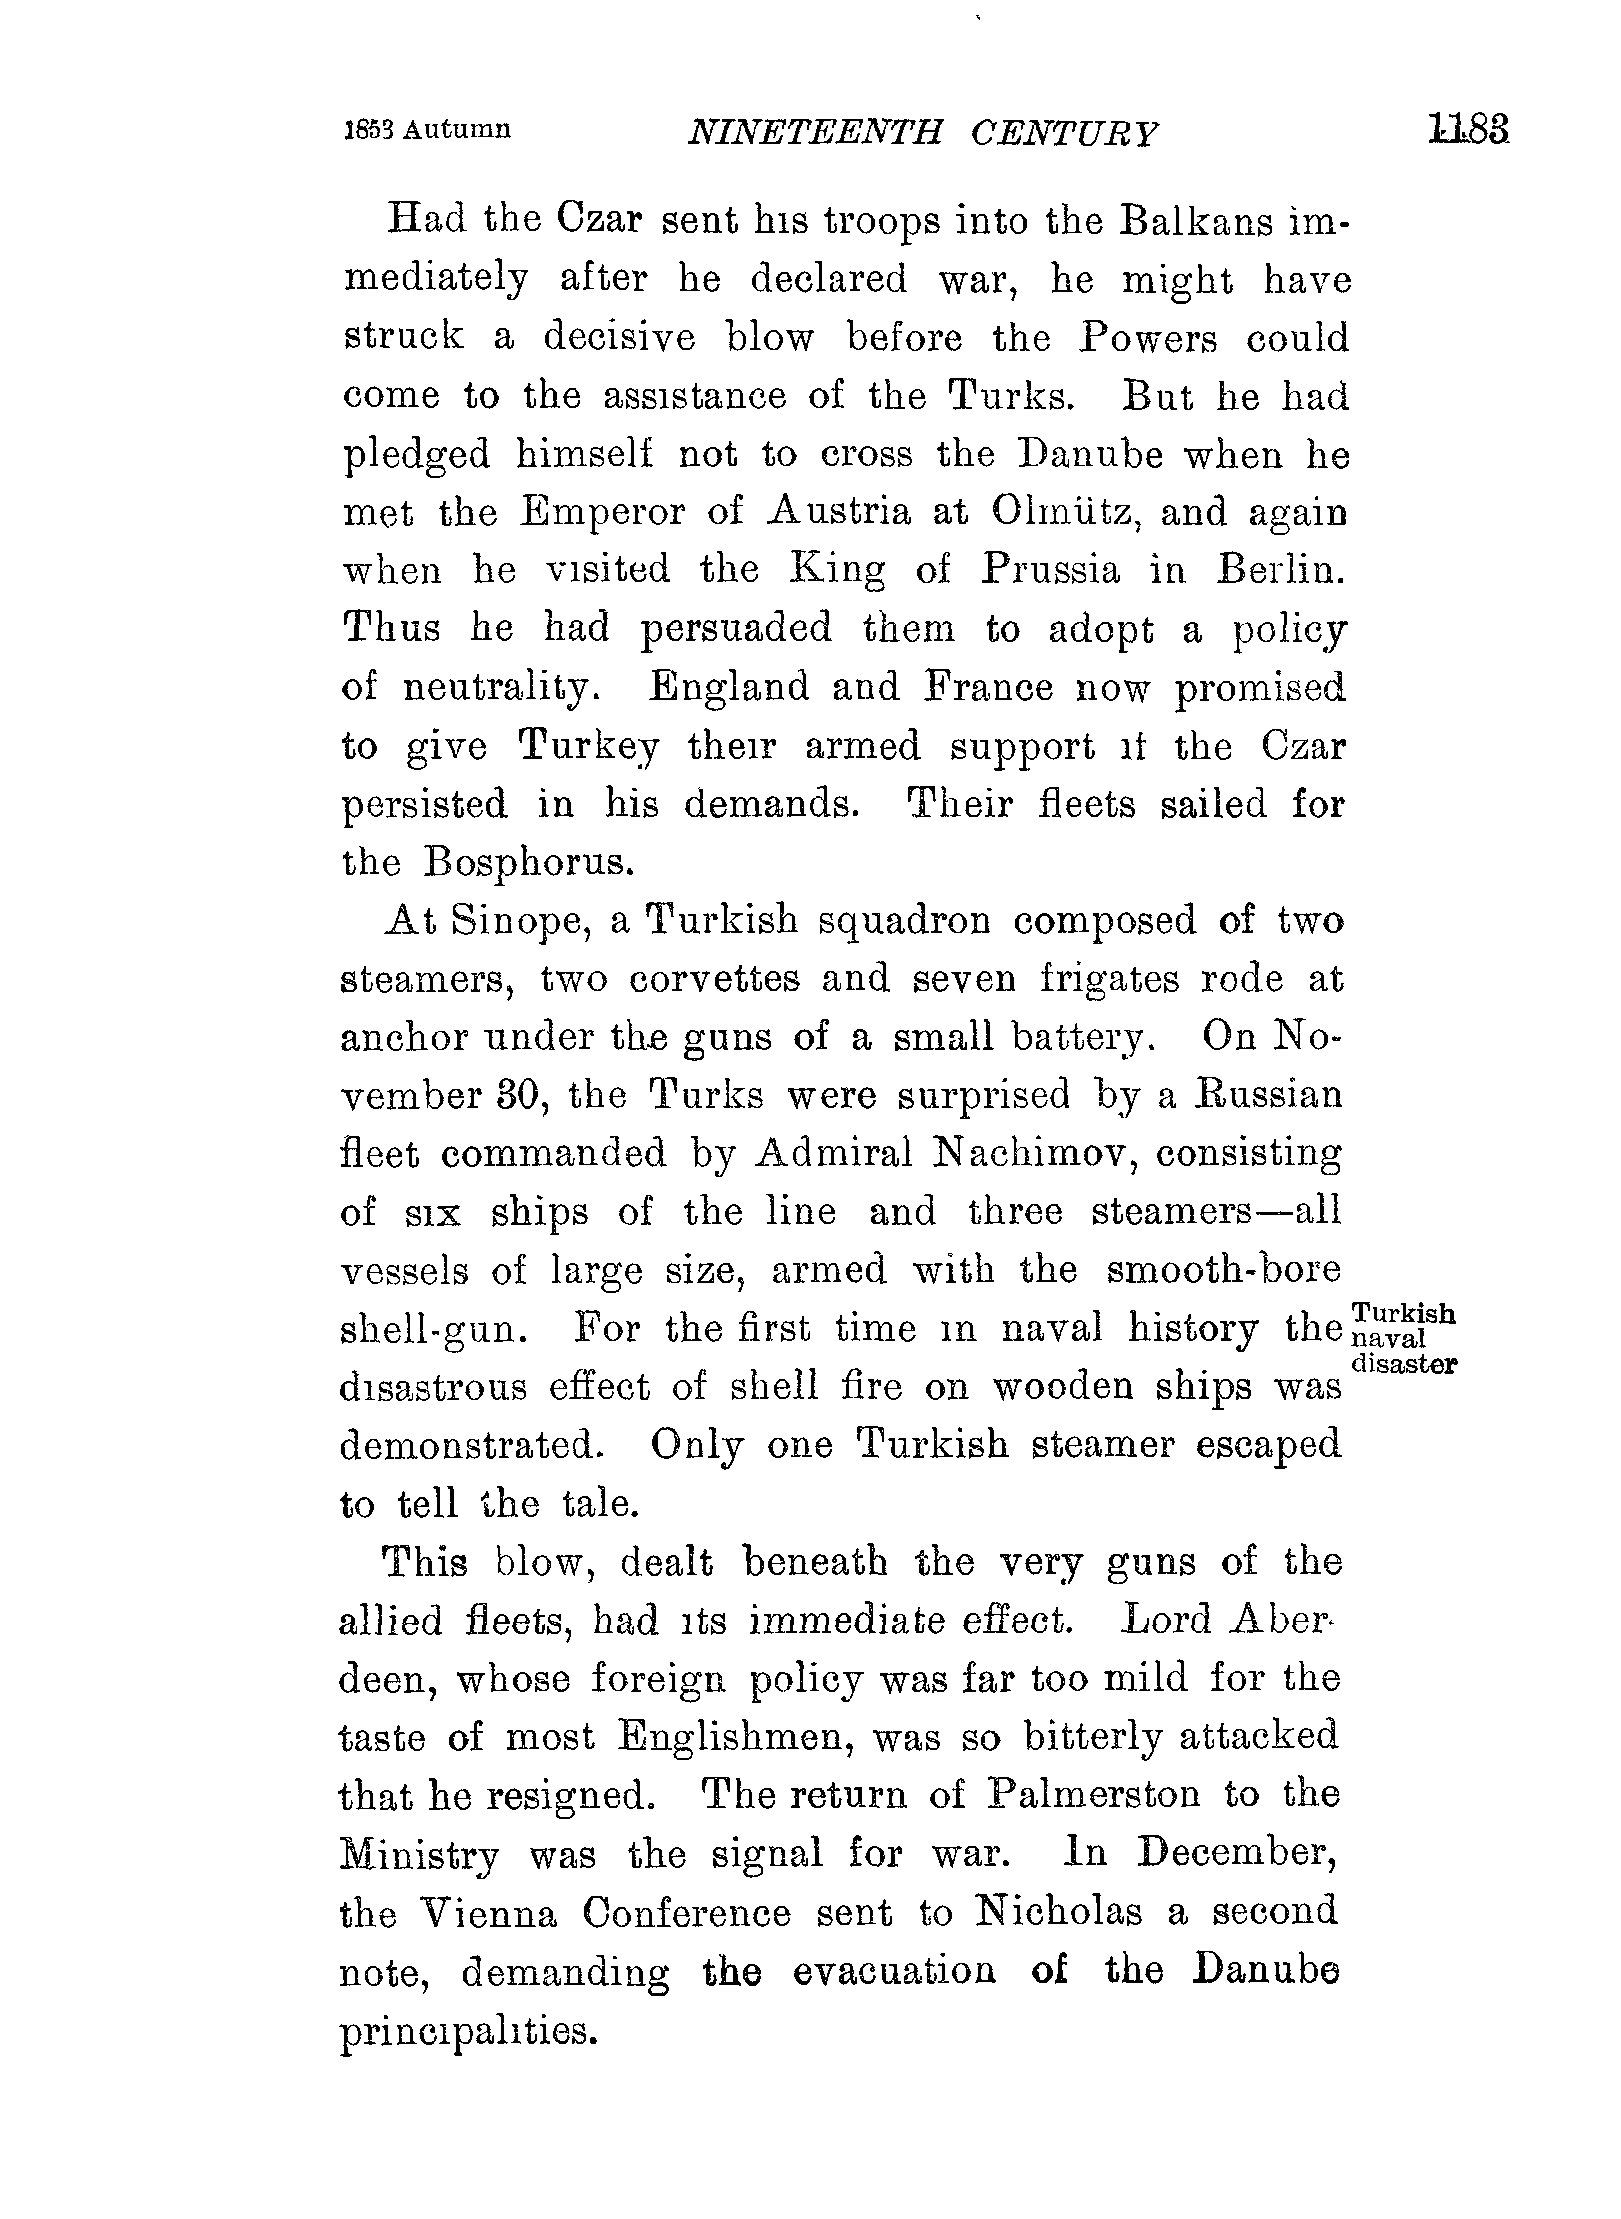 1853 Autumn NINETEENTH CENTURY 1183
Had the Czar sent his troops into the Balkans im-
mediately after he declared war, he might have
struck a decisive blow before the Powers could
come to the assistance of the Turks. But he had
pledged himself not to cross the Danube when he
met the Emperor of Austria at Olmütz, and again
when he visited the King of Prussia in Berlin.
Thus he had persuaded them to adopt a policy
of neutrality. England and France now promised
to give Turkey their armed support if the Czar
persisted in his demands. Their fleets sailed for
the Bosphorus.
At Sinope, a Turkish squadron composed of two
steamers, two corvettes and seven frigates rode at
anchor under the guns of a small battery. On No-
vember 30, the Turks were surprised by a Russian
fleet commanded by Admiral Nachimov, consisting
of six ships of the line and three steamers—all
vessels of large size, armed with the smooth-bore
shell-gun. For the first time in naval history the
disastrous effect of shell fire on wooden ships was
demonstrated. Only one Turkish steamer escaped
to tell the tale.
Turkish
naval
disaster
This blow, dealt beneath the very guns of the
allied fleets, had its immediate effect. Lord Aber-
deen, whose foreign policy was far too mild for the
taste of most Englishmen, was so bitterly attacked
that he resigned. The return of Palmerston to the
Ministry was the signal for war. In December,
the Vienna Conference sent to Nicholas a second
note, demanding the evacuation of the Danube
principalities.